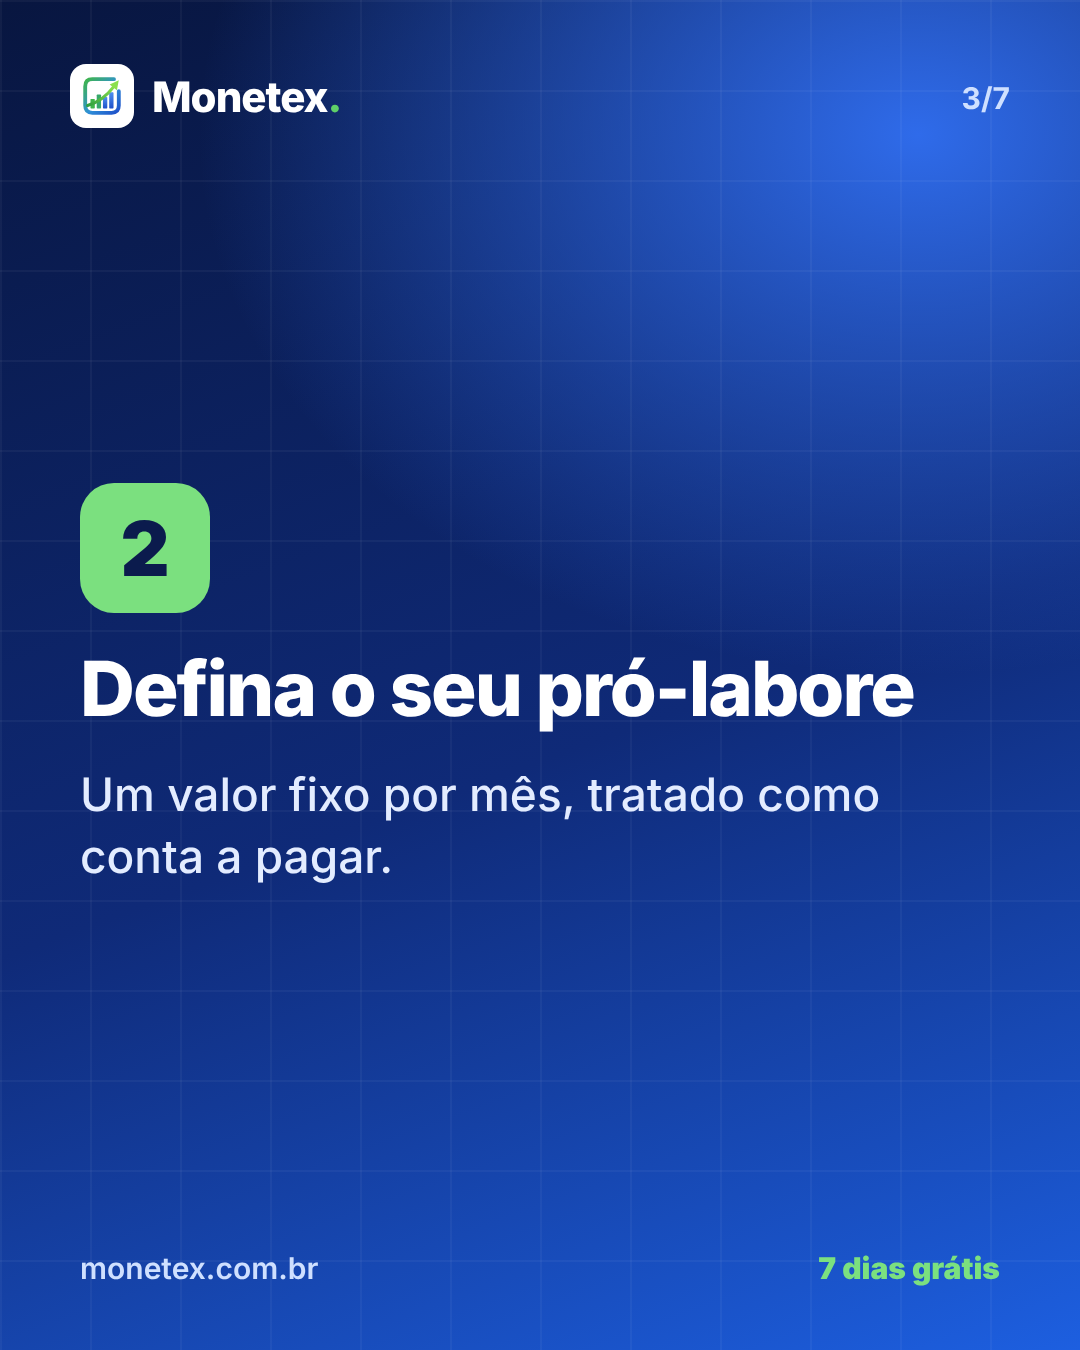 Monetex.
3/7
2
Defina o seu pró-labore
Um valor fixo por mês, tratado como
conta a pagar.
monetex.com.br
7 dias grátis